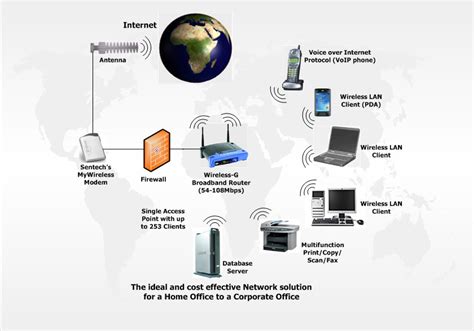 Internet
Antenna
Voice over Internet
Protocol (VoIP phone)
Wireless LAN
Client (PDA)
Wireless LAN
Client
Sentech's
MyWireless
Modem
Firewall
Wireless-G
Broadband Router
(54-108Mbps)
Wireless LAN
Client
Single Access
Point with up
to 253 Clients
Multifunction
Print/Copy/
Scan/Fax
Database
Server
The ideal and cost effective Network solution
for a Home Office to a Corporate Office